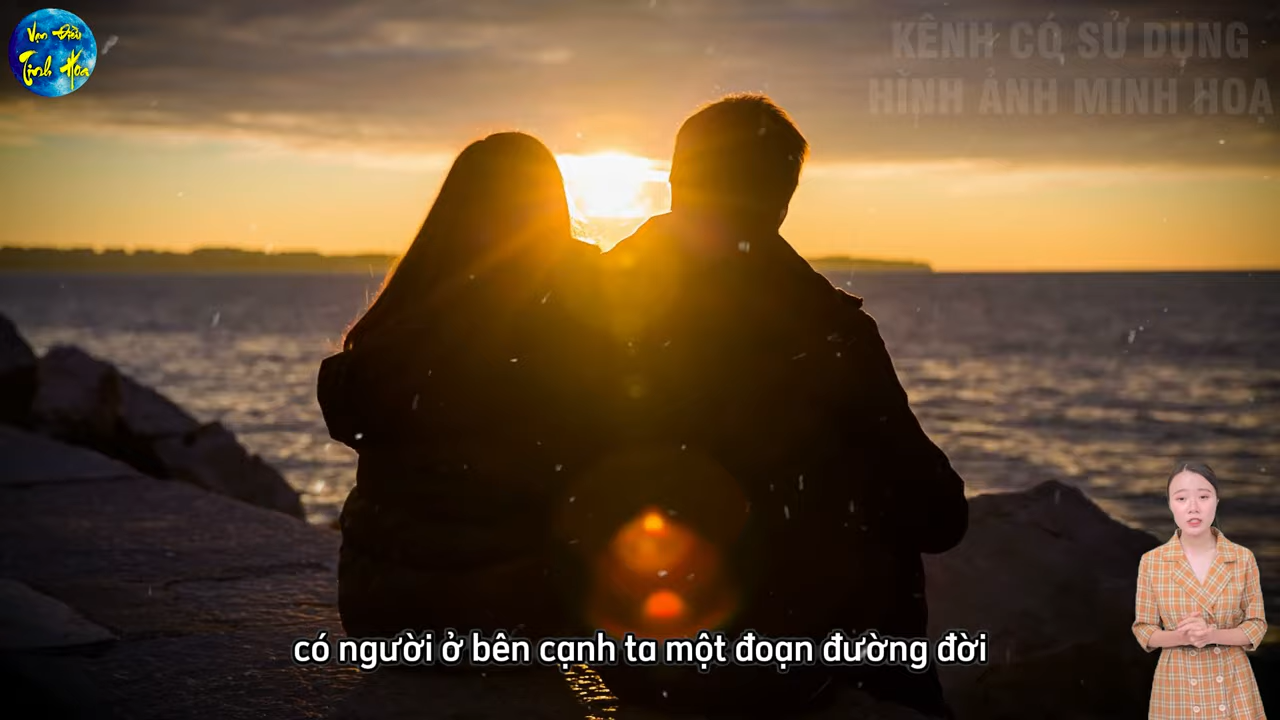 Vạn Điều
Tinh Hoa
KÊNH CÓ SỬ DỤNG
HÌNH ẢNH MINH HOẠ
có người ở bên cạnh ta một đoạn đường đời